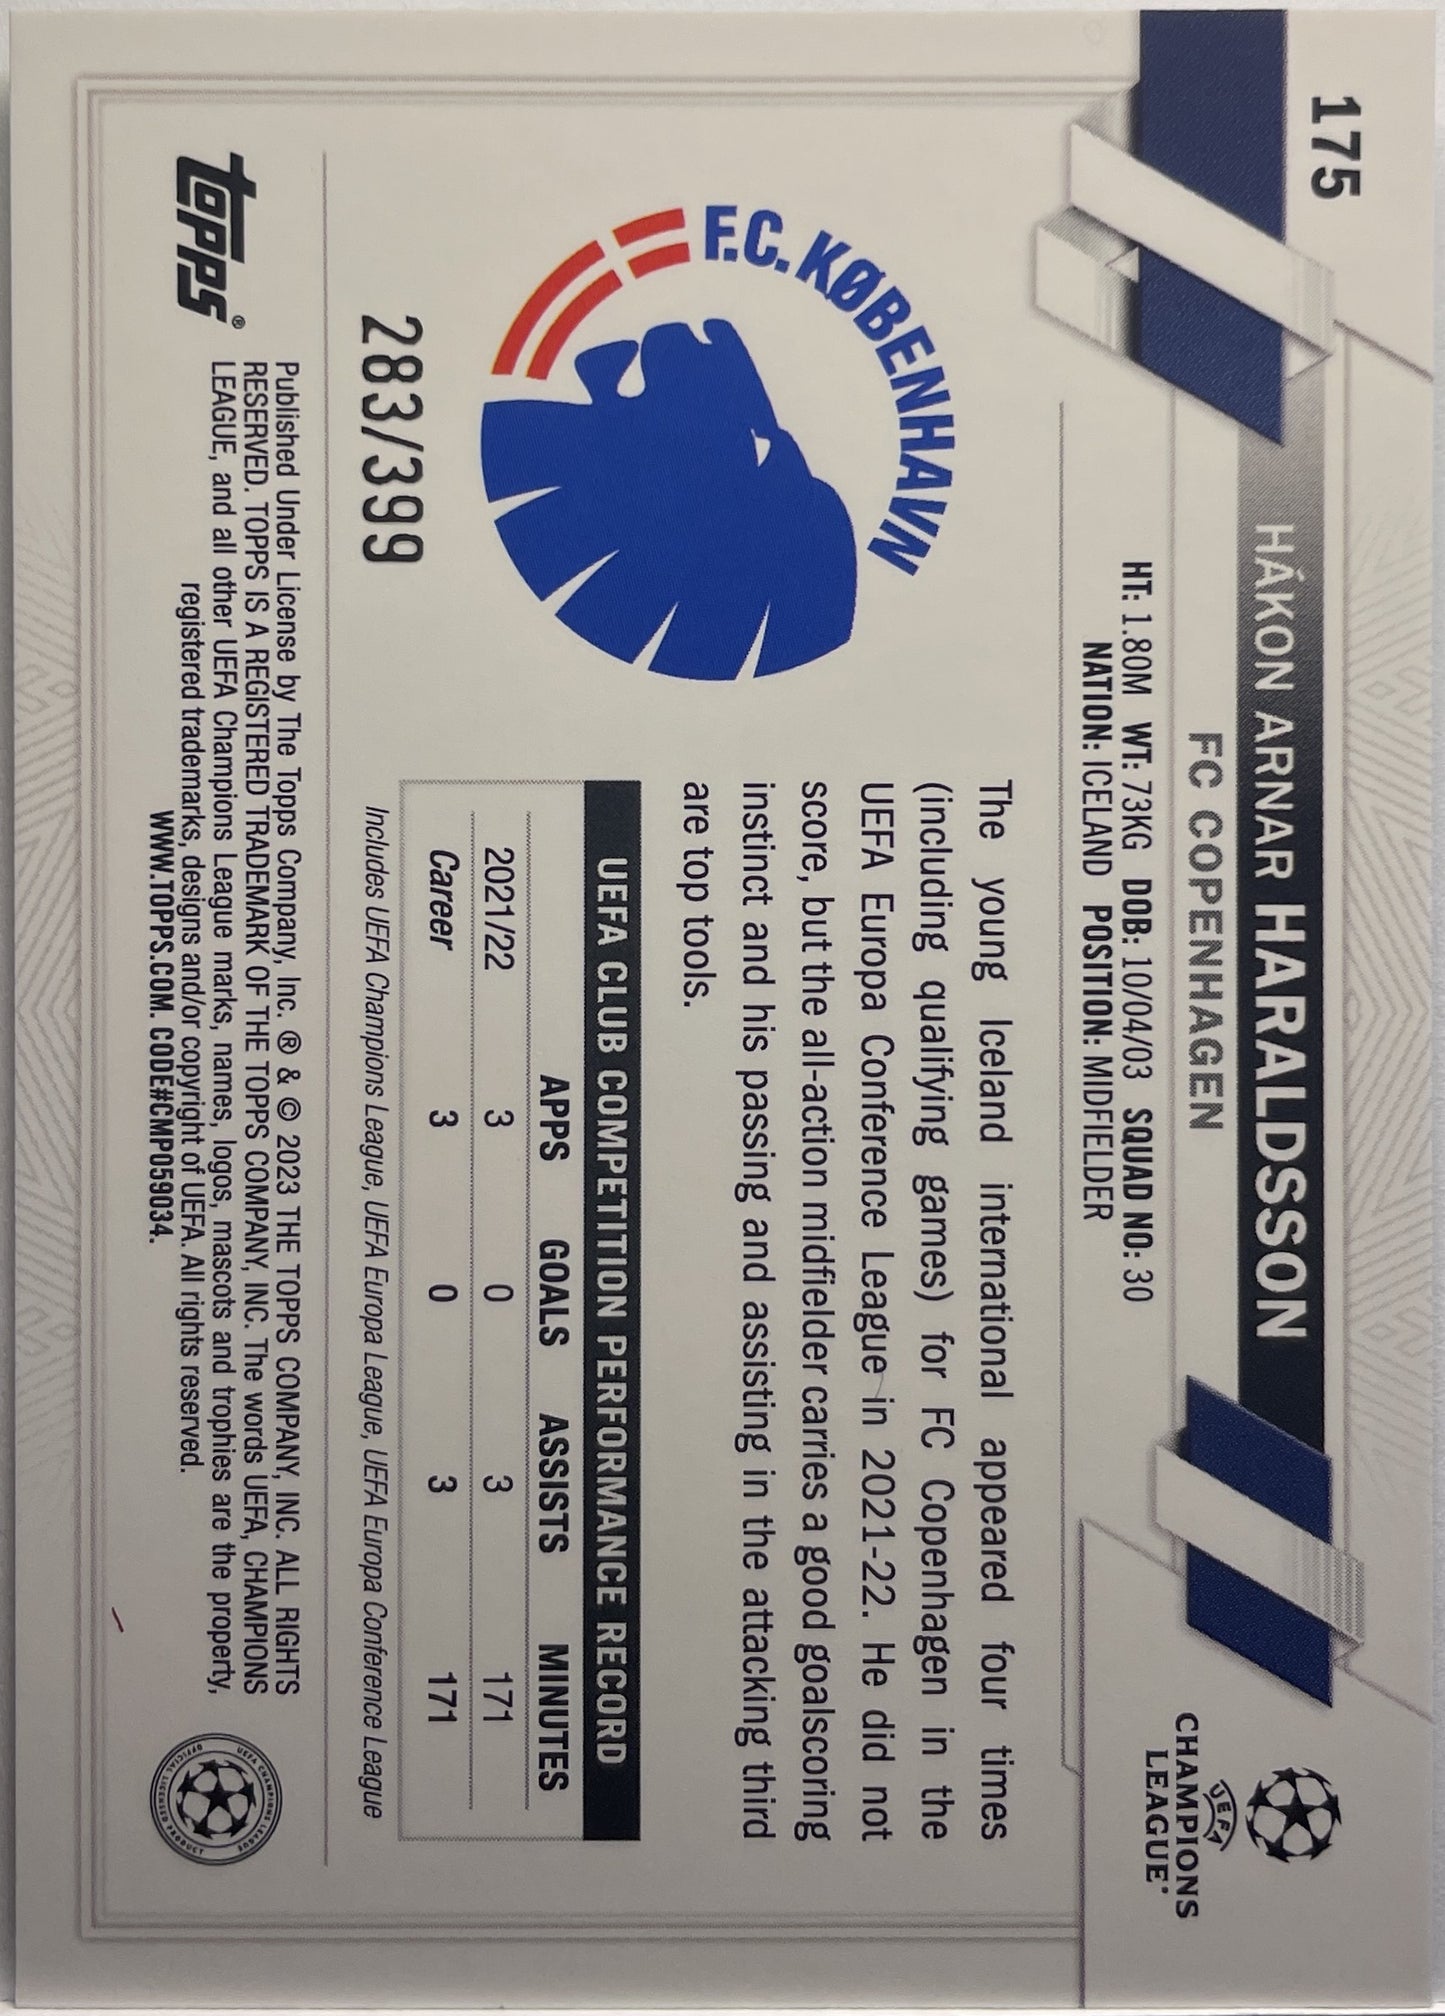 175
HÁKON ARNAR HARALDSSON
FC COPENHAGEN
HT: 1.80M WT: 73KG DOB: 10/04/03 SQUAD NO: 30
NATION: ICELAND POSITION: MIDFIELDER
UEFA
CHAMPIONS
LEAGUE
F.C. KØBENHAVN
The young Iceland international appeared four times
(including qualifying games) for FC Copenhagen in the
UEFA Europa Conference League in 2021-22. He did not
score, but the all-action midfielder carries a good goalscoring
instinct and his passing and assisting in the attacking third
are top tools.
UEFA CLUB COMPETITION PERFORMANCE RECORD
APPS GOALS ASSISTS MINUTES
2021/22 3 0 3 171
Career 3 0 3 171
Includes UEFA Champions League, UEFA Europa League, UEFA Europa Conference League
283/399
topps®
Published Under License by The Topps Company, Inc. ® & © 2023 THE TOPPS COMPANY, INC. ALL RIGHTS
RESERVED. TOPPS IS A REGISTERED TRADEMARK OF THE TOPPS COMPANY, INC. The words UEFA, CHAMPIONS
LEAGUE, and all other UEFA Champions League marks, names, logos, mascots and trophies are the property,
registered trademarks, designs and/or copyright of UEFA. All rights reserved.
WWW.TOPPS.COM. CODE#CMP059034.
UEFA CHAMPIONS LEAGUE
OFFICIAL LICENSED PRODUCT